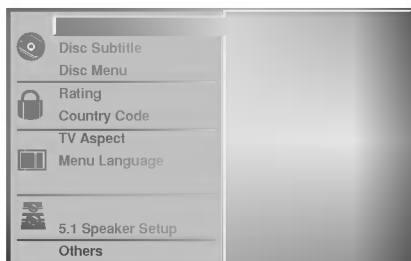 Disc Subtitle
Disc Menu
Rating
Country Code
TV Aspect
Menu Language
5.1 Speaker Setup
Others